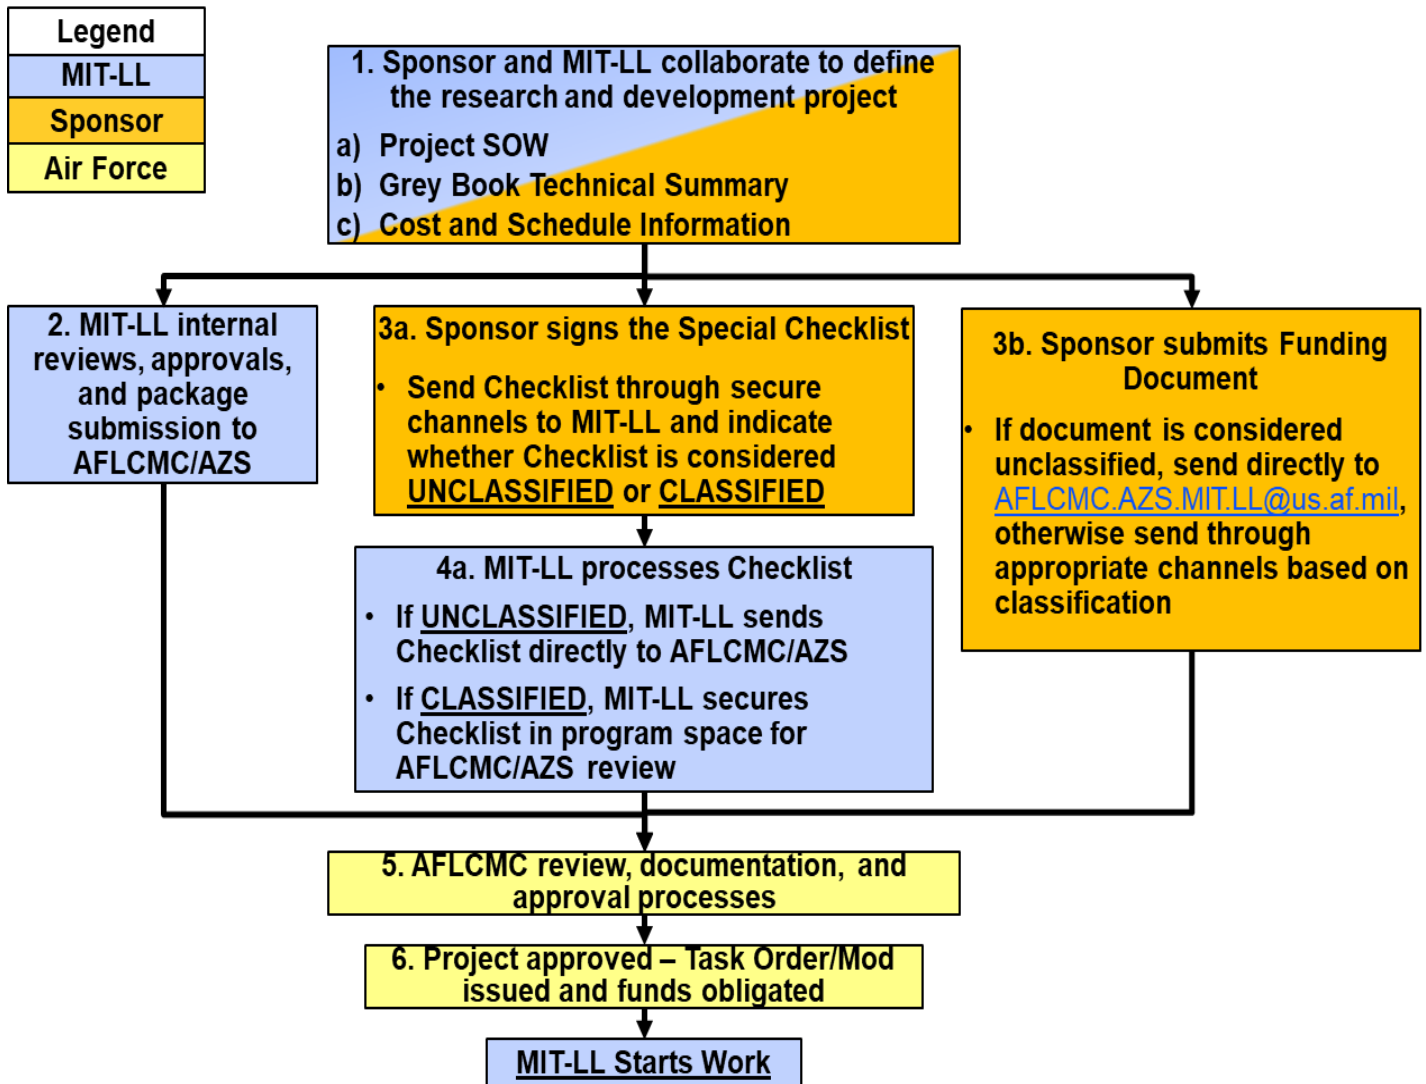 Legend
MIT-LL
Sponsor
Air Force
1. Sponsor and MIT-LL collaborate to define
the research and development project
a) Project SOW
b) Grey Book Technical Summary
c) Cost and Schedule Information
2. MIT-LL internal
reviews, approvals,
and package
submission to
AFLCMC/AZS
3a. Sponsor signs the Special Checklist
• Send Checklist through secure
channels to MIT-LL and indicate
whether Checklist is considered
UNCLASSIFIED or CLASSIFIED
3b. Sponsor submits Funding
Document
• If document is considered
unclassified, send directly to
AFLCMC.AZS.MIT.LL@us.af.mil,
otherwise send through
appropriate channels based on
classification
4a. MIT-LL processes Checklist
• If UNCLASSIFIED, MIT-LL sends
Checklist directly to AFLCMC/AZS
• If CLASSIFIED, MIT-LL secures
Checklist in program space for
AFLCMC/AZS review
5. AFLCMC review, documentation, and
approval processes
6. Project approved – Task Order/Mod
issued and funds obligated
MIT-LL Starts Work